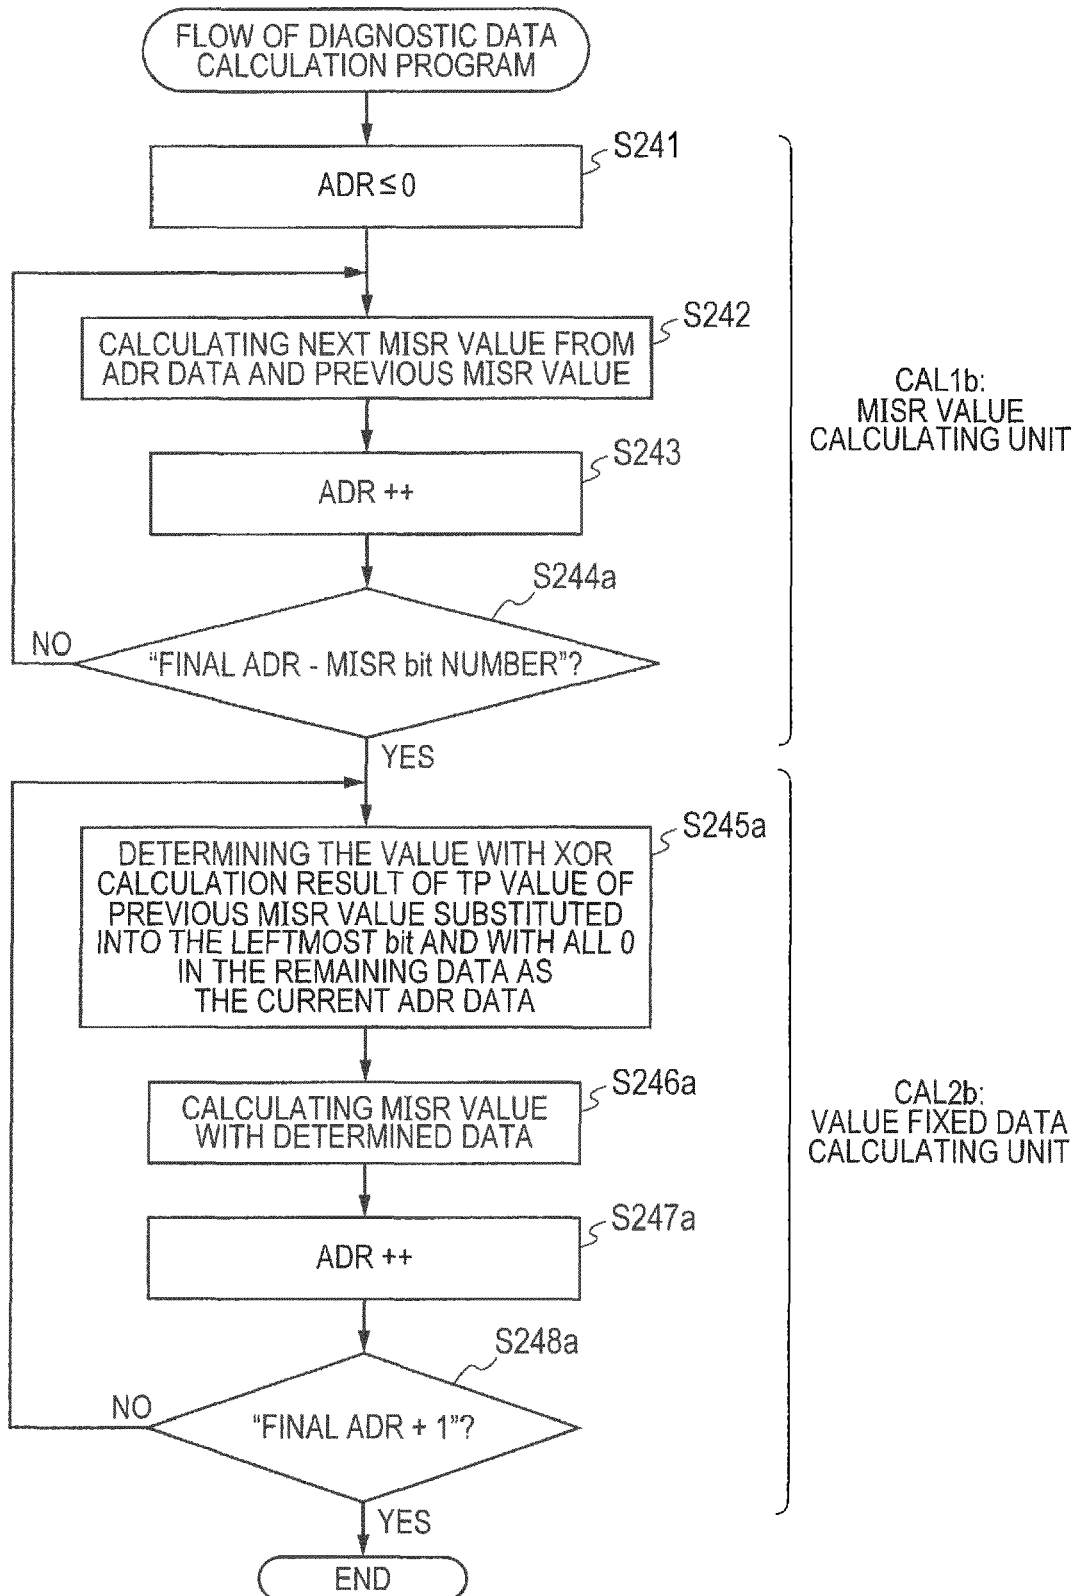 FLOW OF DIAGNOSTIC DATA
CALCULATION PROGRAM
S241
ADR ≤ 0
S242
CALCULATING NEXT MISR VALUE FROM
ADR DATA AND PREVIOUS MISR VALUE
CAL1b:
MISR VALUE
CALCULATING UNIT
S243
ADR ++
S244a
NO
“FINAL ADR - MISR bit NUMBER”?
YES
S245a
DETERMINING THE VALUE WITH XOR
CALCULATION RESULT OF TP VALUE OF
PREVIOUS MISR VALUE SUBSTITUTED
INTO THE LEFTMOST bit AND WITH ALL 0
IN THE REMAINING DATA AS
THE CURRENT ADR DATA
S246a
CALCULATING MISR VALUE
WITH DETERMINED DATA
CAL2b:
VALUE FIXED DATA
CALCULATING UNIT
S247a
ADR ++
S248a
NO
“FINAL ADR + 1”?
YES
END